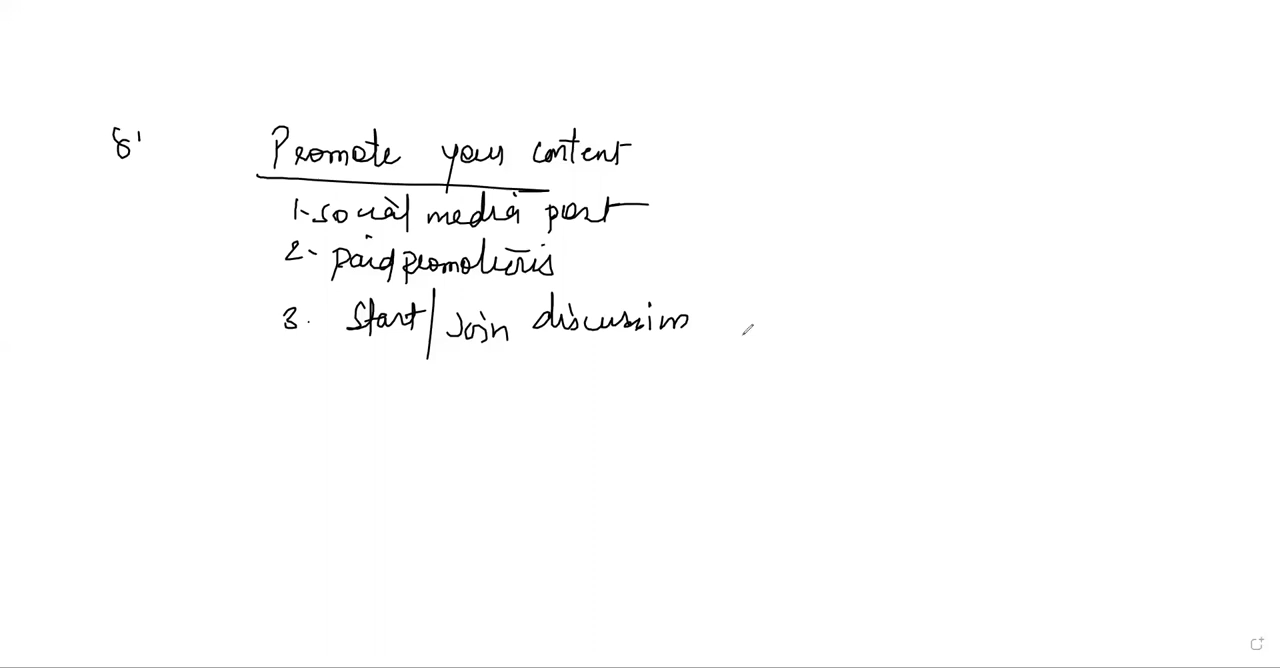 8' Promote your content
1. social media post
2. paid promotions
3. Start/Join discussion